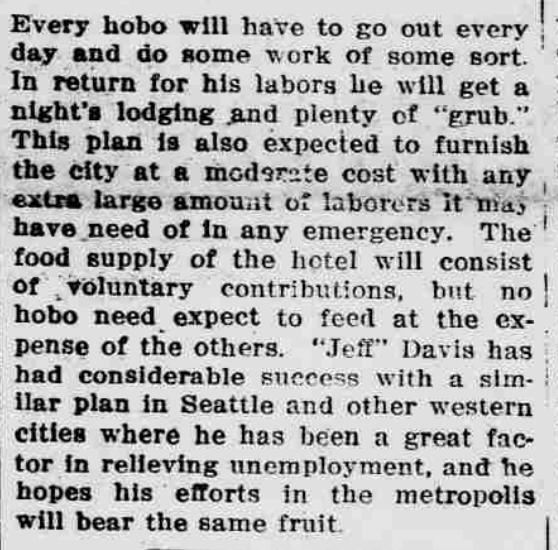 Every hobo will have to go out every
day and do some work of some sort.
In return for his labors he will get a
night's lodging and plenty of "grub."
This plan is also expected to furnish
the city at a moderate cost with any
extra large amount of laborers it may
have need of in any emergency. The
food supply of the hotel will consist
of voluntary contributions, but no
hobo need expect to feed at the ex-
pense of the others. "Jeff" Davis has
had considerable success with a sim-
ilar plan in Seattle and other western
cities where he has been a great fac-
tor in relieving unemployment, and he
hopes his efforts in the metropolis
will bear the same fruit.